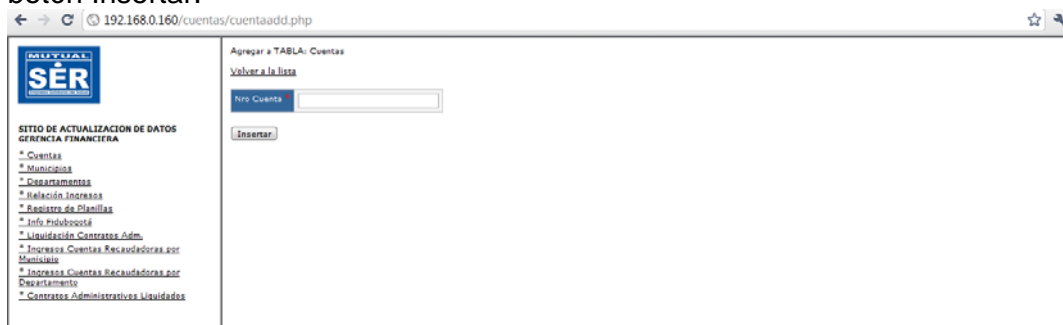 botón Insertar.
192.168.0.160/cuentas/cuentaadd.php
MUTUAL
SER
SITIO DE ACTUALIZACION DE DATOS
GERENCIA FINANCIERA
* Cuentas
* Municipios
* Departamentos
* Relación Ingresos
* Registro de Planillas
* Info Fidubogotá
* Liquidación Contratos Adm.
* Ingresos Cuentas Recaudadoras por
Municipio
* Ingresos Cuentas Recaudadoras por
Departamento
* Contratos Administrativos Liquidados
Agregar a TABLA: Cuentas
Volver a la lista
Nro Cuenta *
Insertar